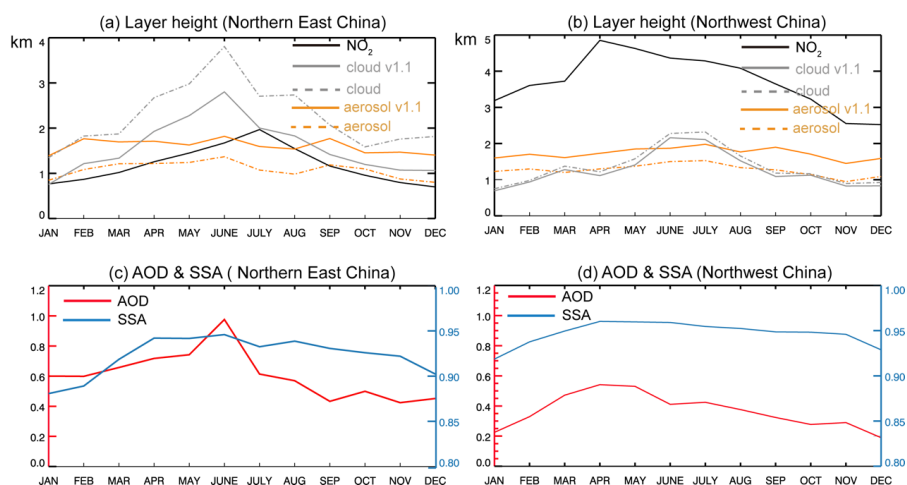 (a) Layer height (Northern East China)
km
4
3
2
1
0
NO2
cloud v1.1
cloud
aerosol v1.1
aerosol
JAN FEB MAR APR MAY JUNE JULY AUG SEP OCT NOV DEC
(b) Layer height (Northwest China)
km
5
4
3
2
1
0
NO2
cloud v1.1
cloud
aerosol v1.1
aerosol
JAN FEB MAR APR MAY JUNE JULY AUG SEP OCT NOV DEC
(c) AOD & SSA ( Northern East China)
1.2
1.0
0.8
0.6
0.4
0.2
0.0
AOD
SSA
1.00
0.95
0.90
0.85
0.80
JAN FEB MAR APR MAY JUNE JULY AUG SEP OCT NOV DEC
(d) AOD & SSA (Northwest China)
1.2
1.0
0.8
0.6
0.4
0.2
0.0
AOD
SSA
1.00
0.95
0.90
0.85
0.80
JAN FEB MAR APR MAY JUNE JULY AUG SEP OCT NOV DEC